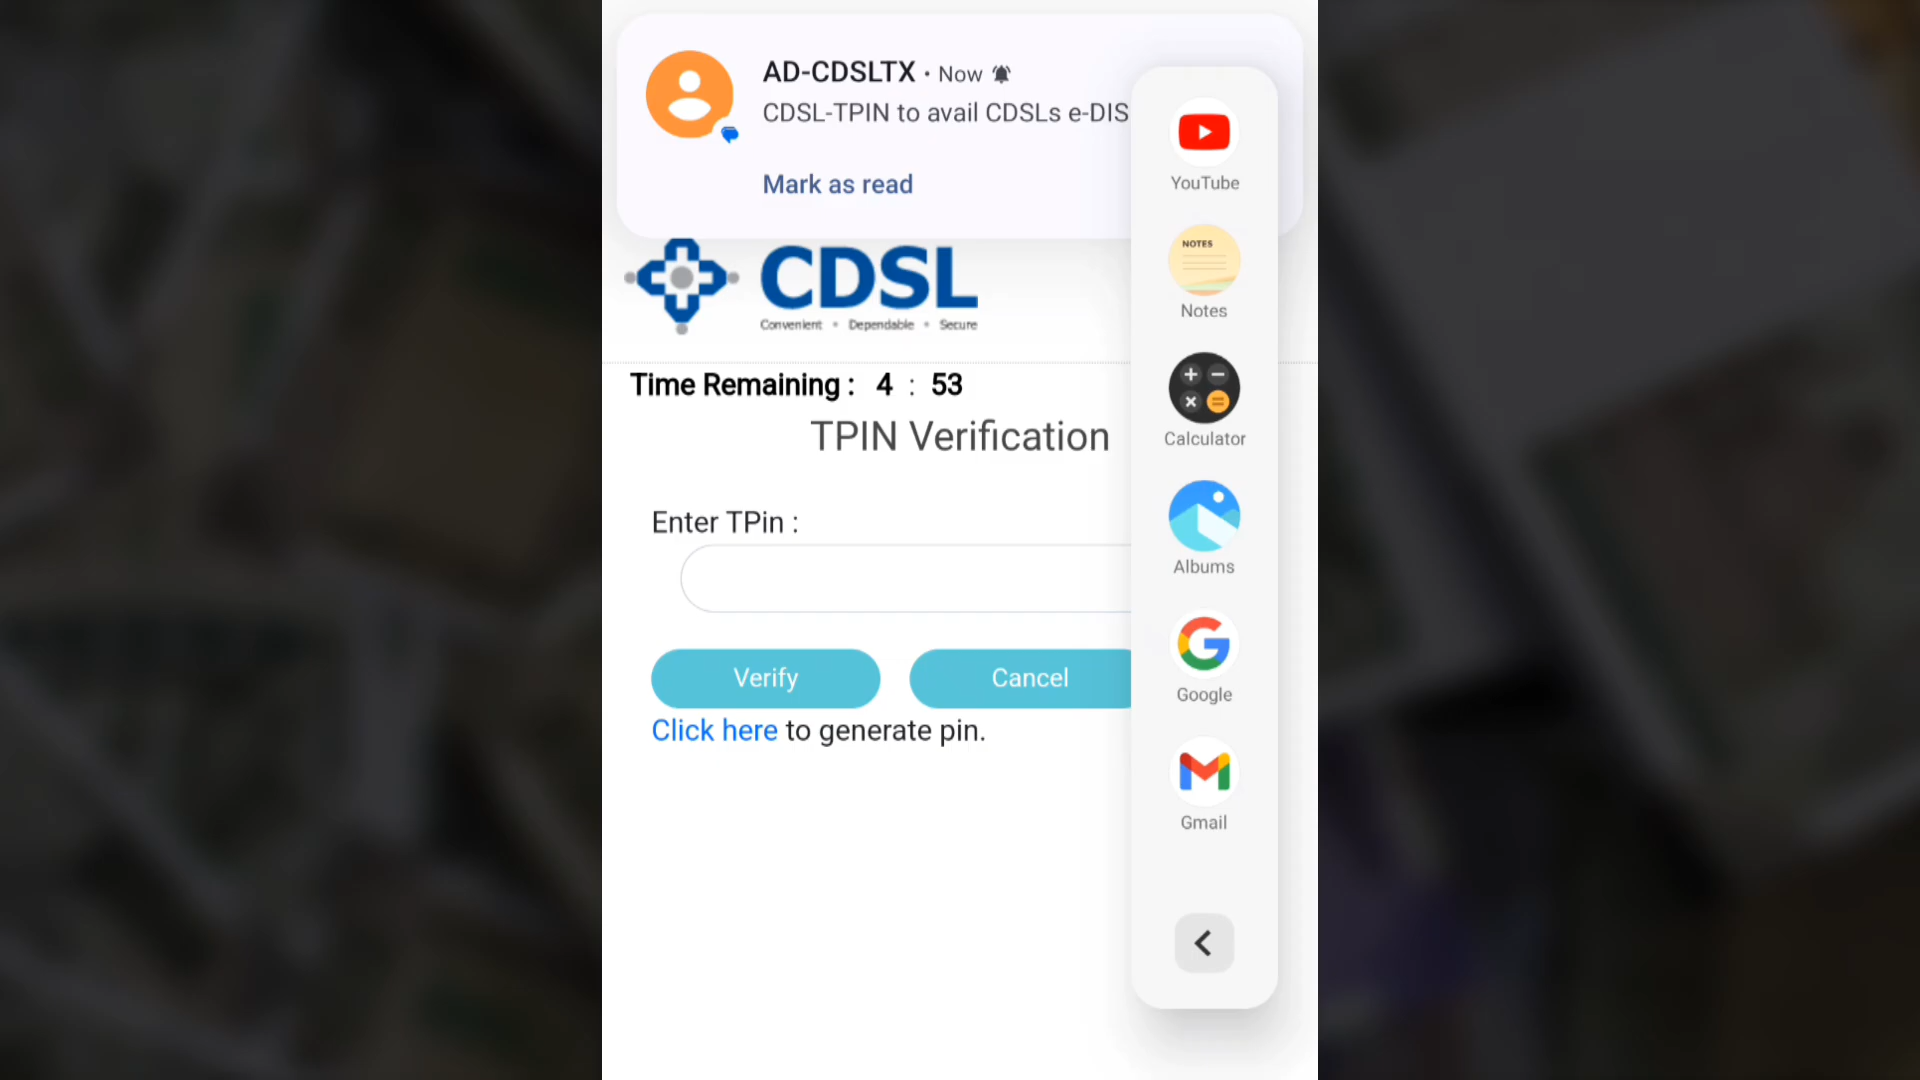 AD-CDSLTX • Now
CDSL-TPIN to avail CDSLs e-DIS
Mark as read
CDSL
Convenient • Dependable • Secure
Time Remaining : 4 : 53
TPIN Verification
Enter TPin :
Verify
Cancel
Click here to generate pin.
YouTube
NOTES
Notes
Calculator
Albums
Google
Gmail